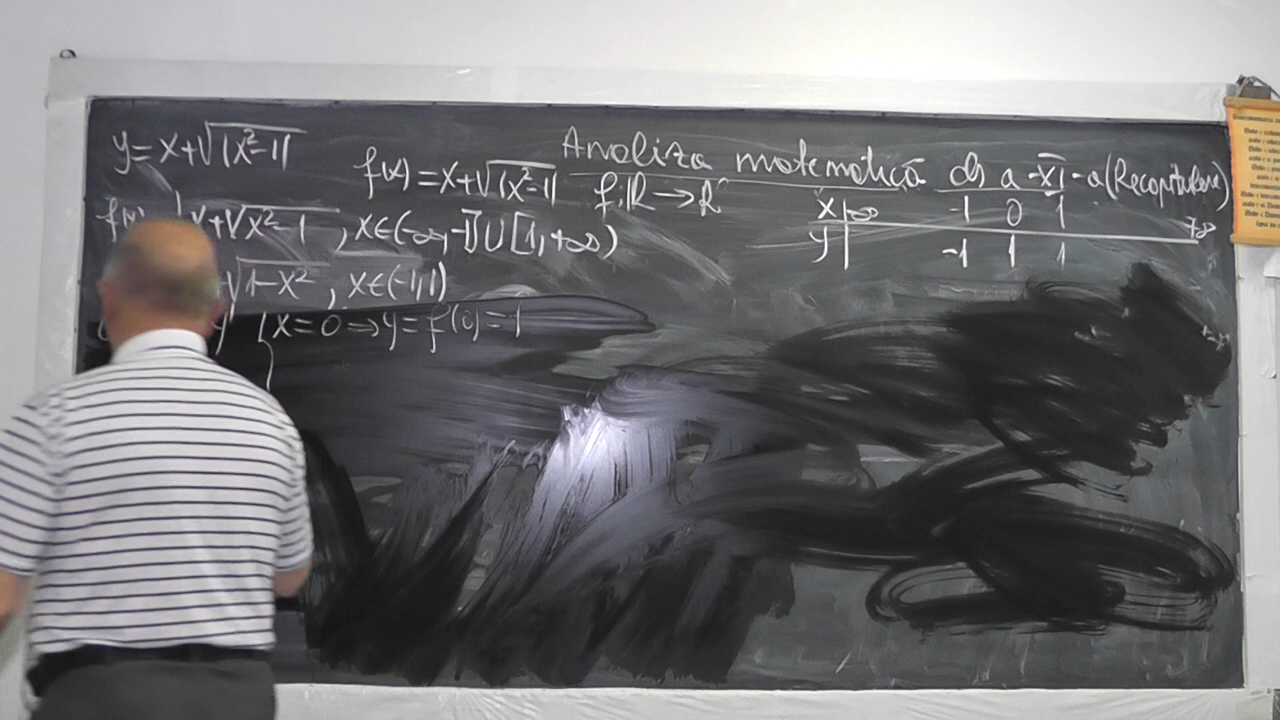 y=x+√|x²-1|
f(x)=x+√|x²-1|
Analiza matematică cls a -XI -a (Recapitulare)
f:R→R
x -∞ -1 0 1 +∞
y -1 1 1
f(x) x+√x²-1 , x∈(-∞,-1]∪[1,+∞)
√1-x² , x∈(-1,1)
y {x=0⇒y=f(0)=1